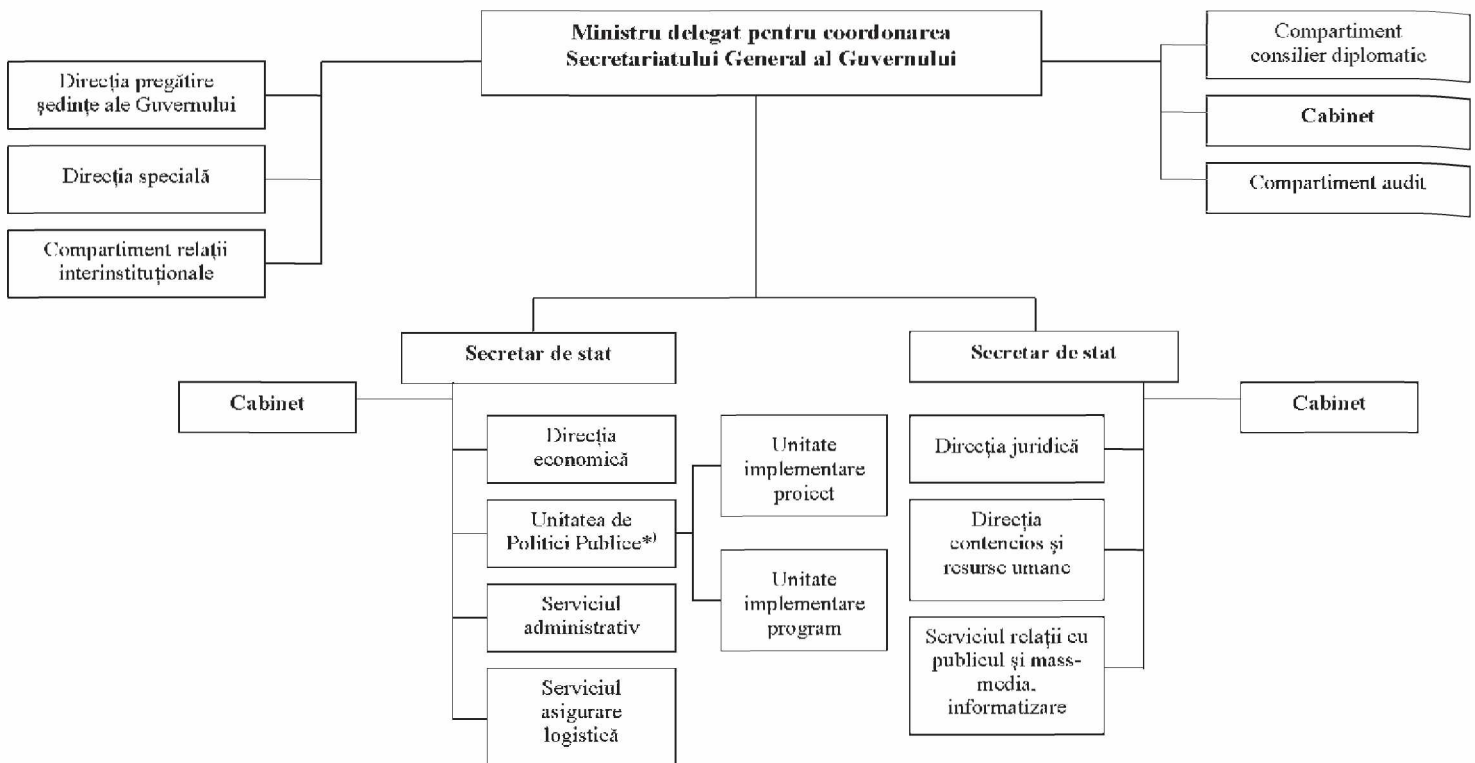 Ministru delegat pentru coordonarea
Secretariatului General al Guvernului
Direcția pregătire
ședințe ale Guvernului
Direcția specială
Compartiment relații
interinstituționale
Compartiment
consilier diplomatic
Cabinet
Compartiment audit
Secretar de stat
Cabinet
Direcția
economică
Unitatea de
Politici Publice*)
Serviciul
administrativ
Serviciul
asigurare
logistică
Unitate
implementare
proiect
Unitate
implementare
program
Secretar de stat
Cabinet
Direcția juridică
Direcția
contencios și
resurse umane
Serviciul relații cu
publicul și mass-
media,
informatizare